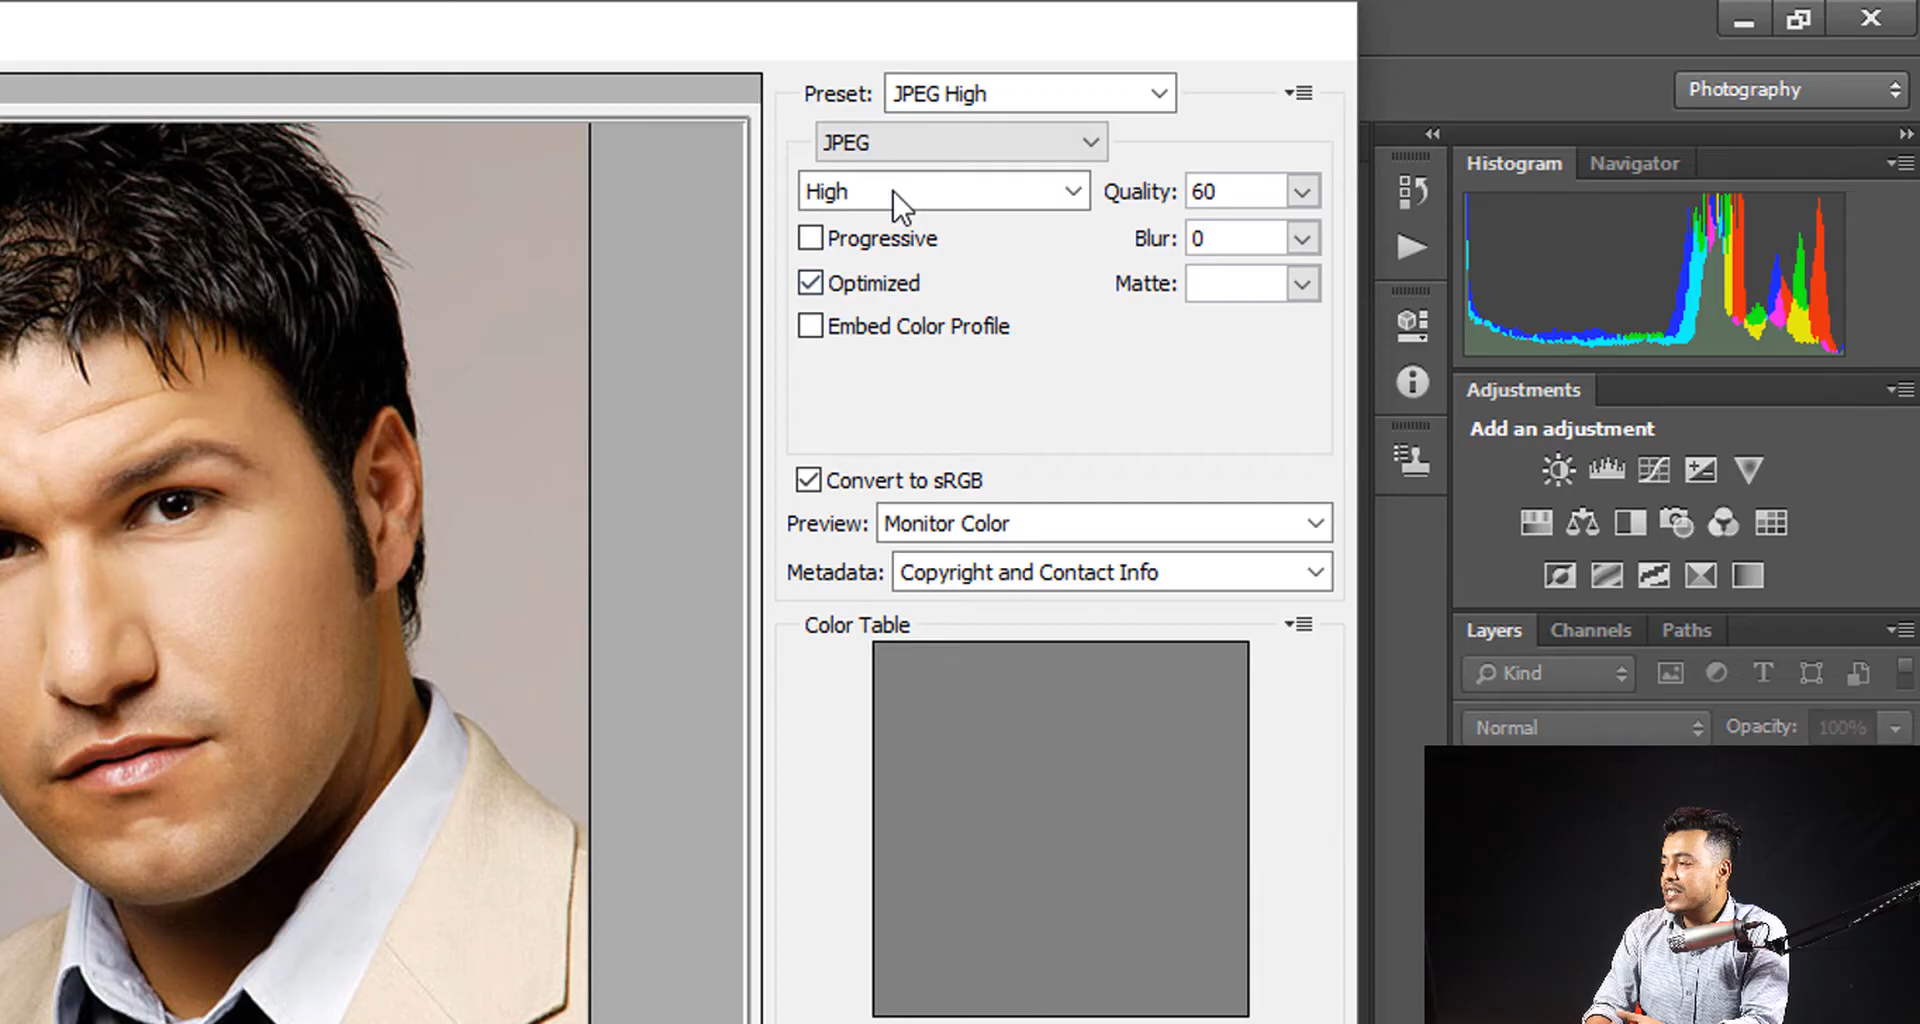 Preset: JPEG High
Photography
JPEG
High
Quality: 60
Histogram Navigator
Progressive
Blur: 0
Optimized
Matte:
Embed Color Profile
Adjustments
Add an adjustment
Convert to sRGB
Preview: Monitor Color
Metadata: Copyright and Contact Info
Color Table
Layers Channels Paths
Kind
Normal Opacity: 100%